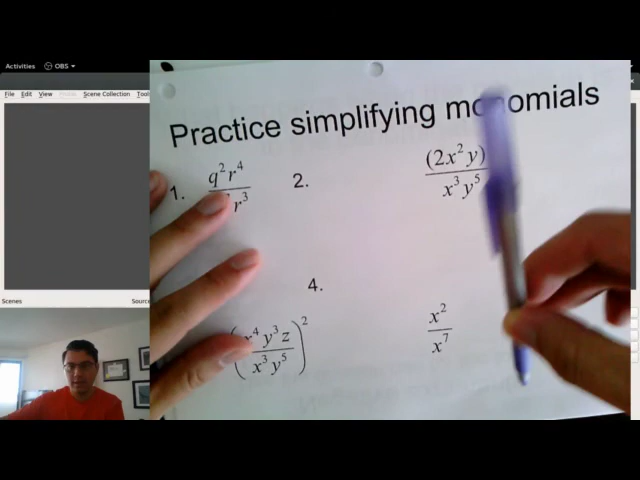 Activities OBS
File Edit View Scene Collection
Scenes
Practice simplifying monomials
1. q²r⁴ / r³
2. (2x²y) / x³y⁵
4. x² / x⁷
y³z / x³y⁵ )²